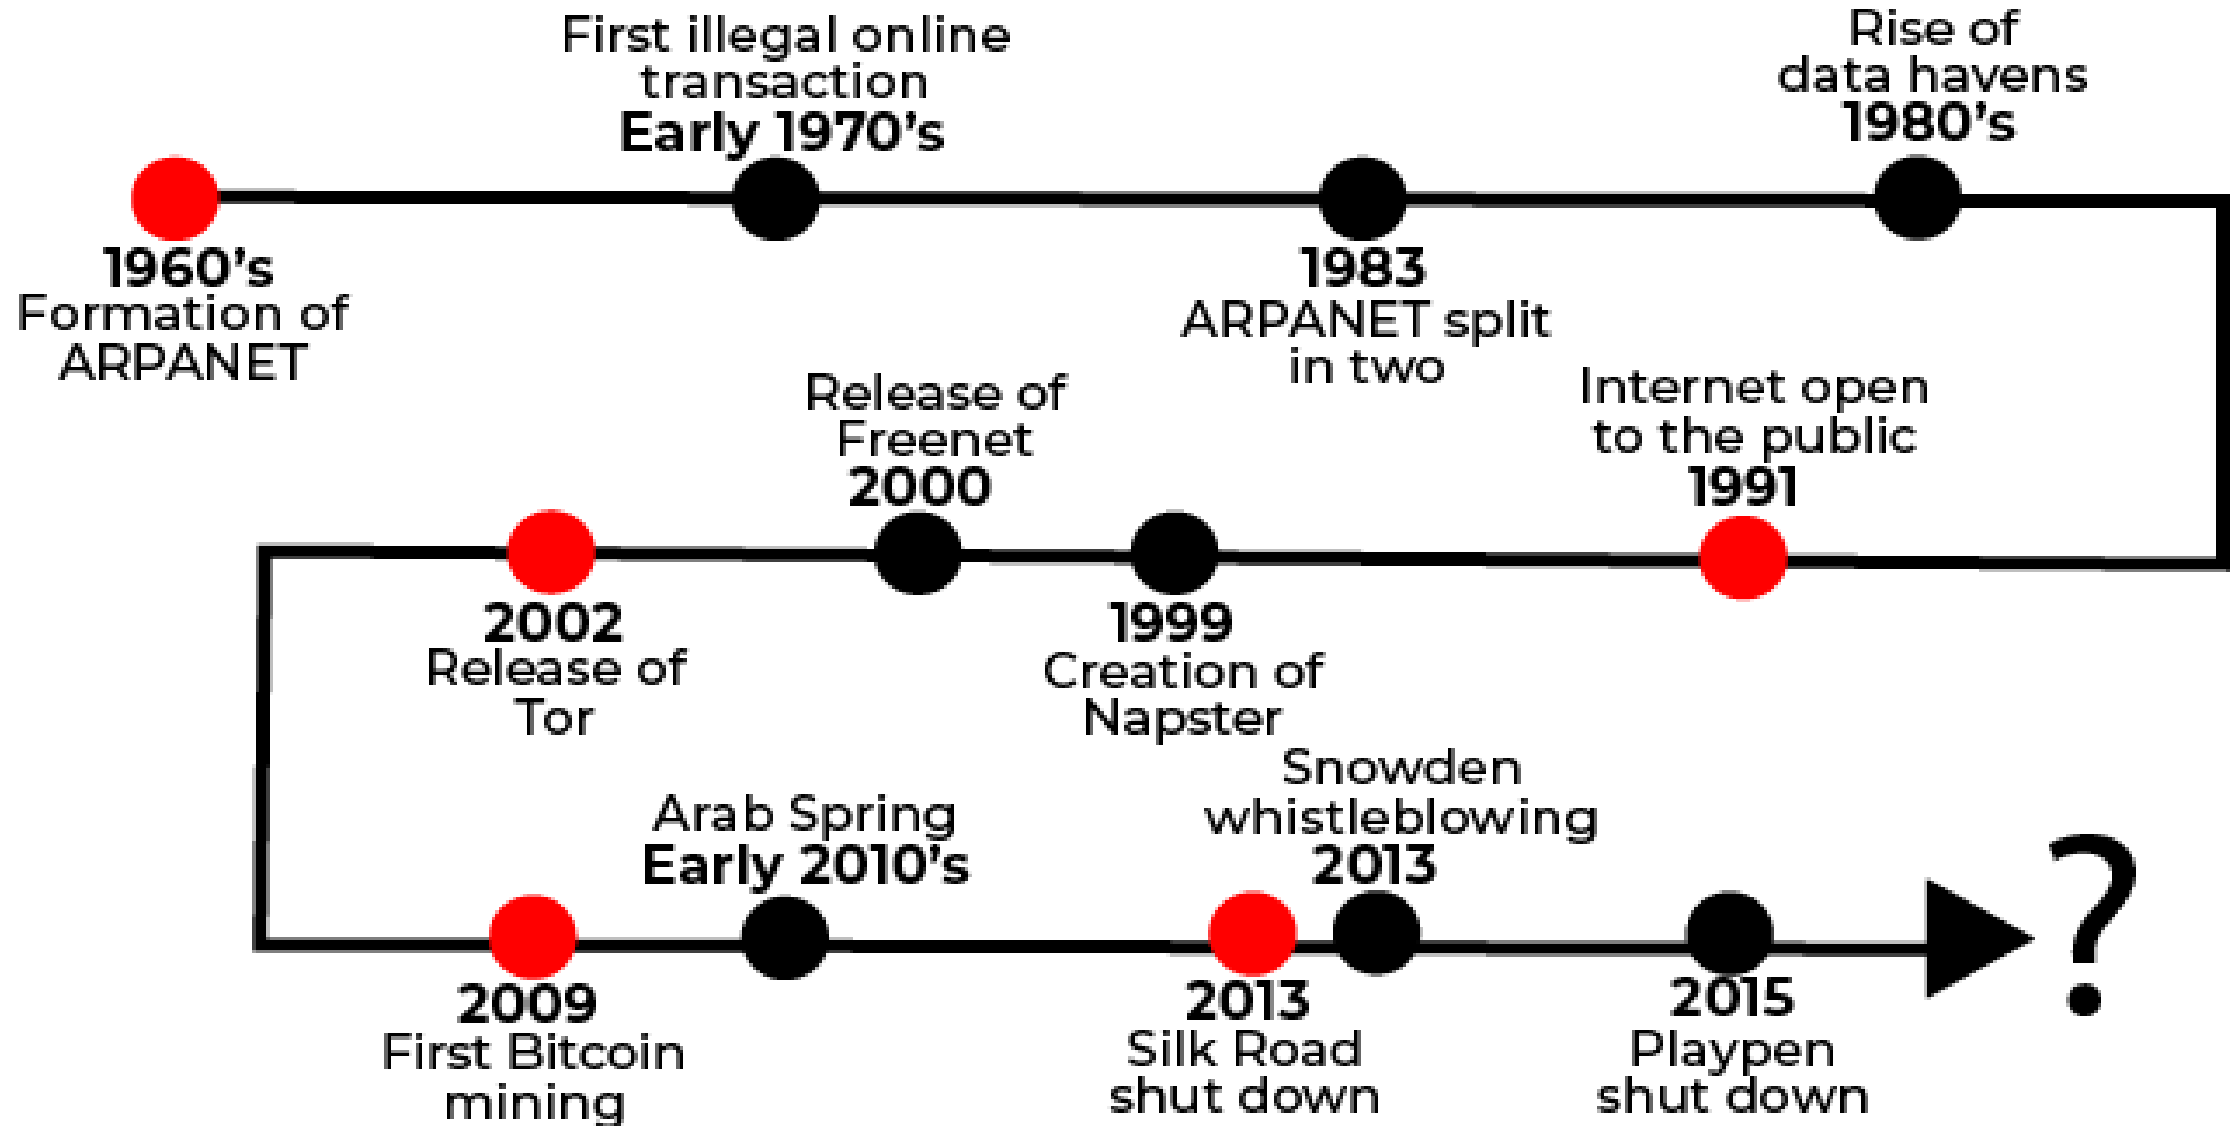 First illegal online
transaction
Early 1970's
Rise of
data havens
1980's
1960's
Formation of
ARPANET
1983
ARPANET split
in two
Internet open
to the public
1991
Release of
Freenet
2000
1999
Creation of
Napster
2002
Release of
Tor
2009
First Bitcoin
mining
Arab Spring
Early 2010's
2013
Silk Road
shut down
Snowden
whistleblowing
2013
2015
Playpen
shut down
?